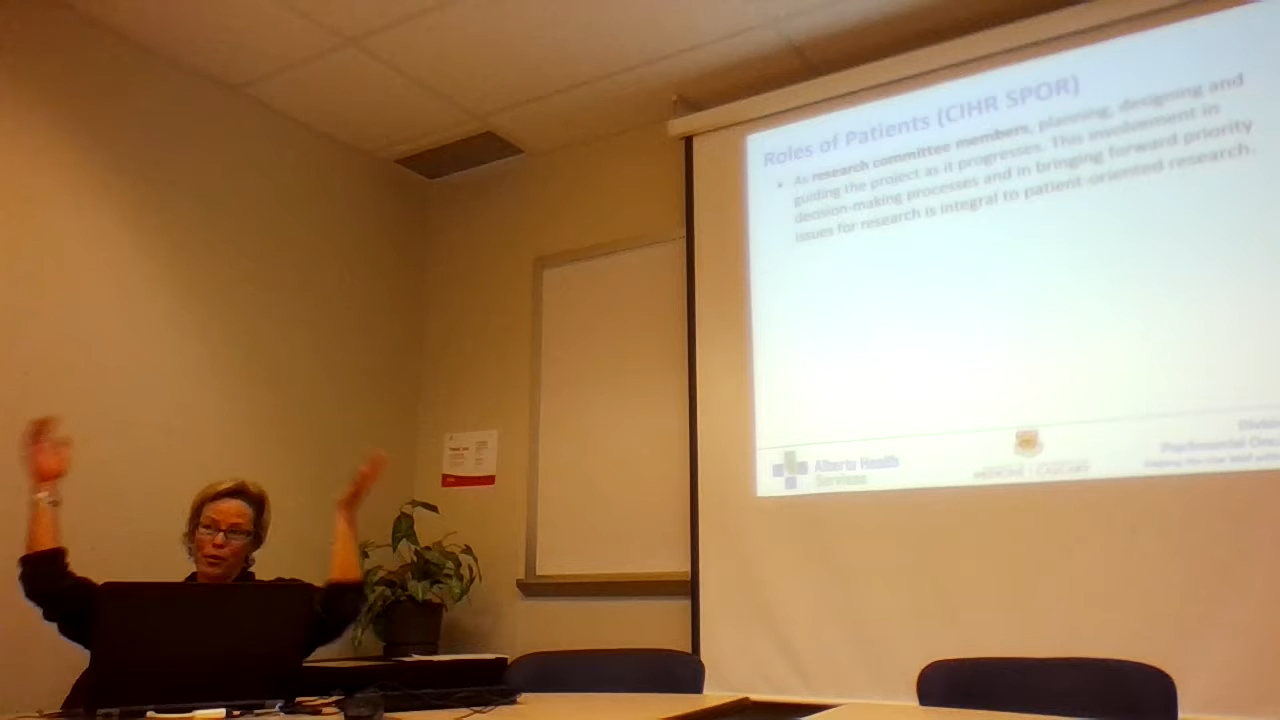 Roles of Patients (CIHR SPOR)
• As research committee members, planning, designing and
guiding the project as it progresses. This involvement in
decision-making processes and in bringing forward priority
issues for research is integral to patient-oriented research.
Alberta Health
Services
MEDICINE | CALGARY